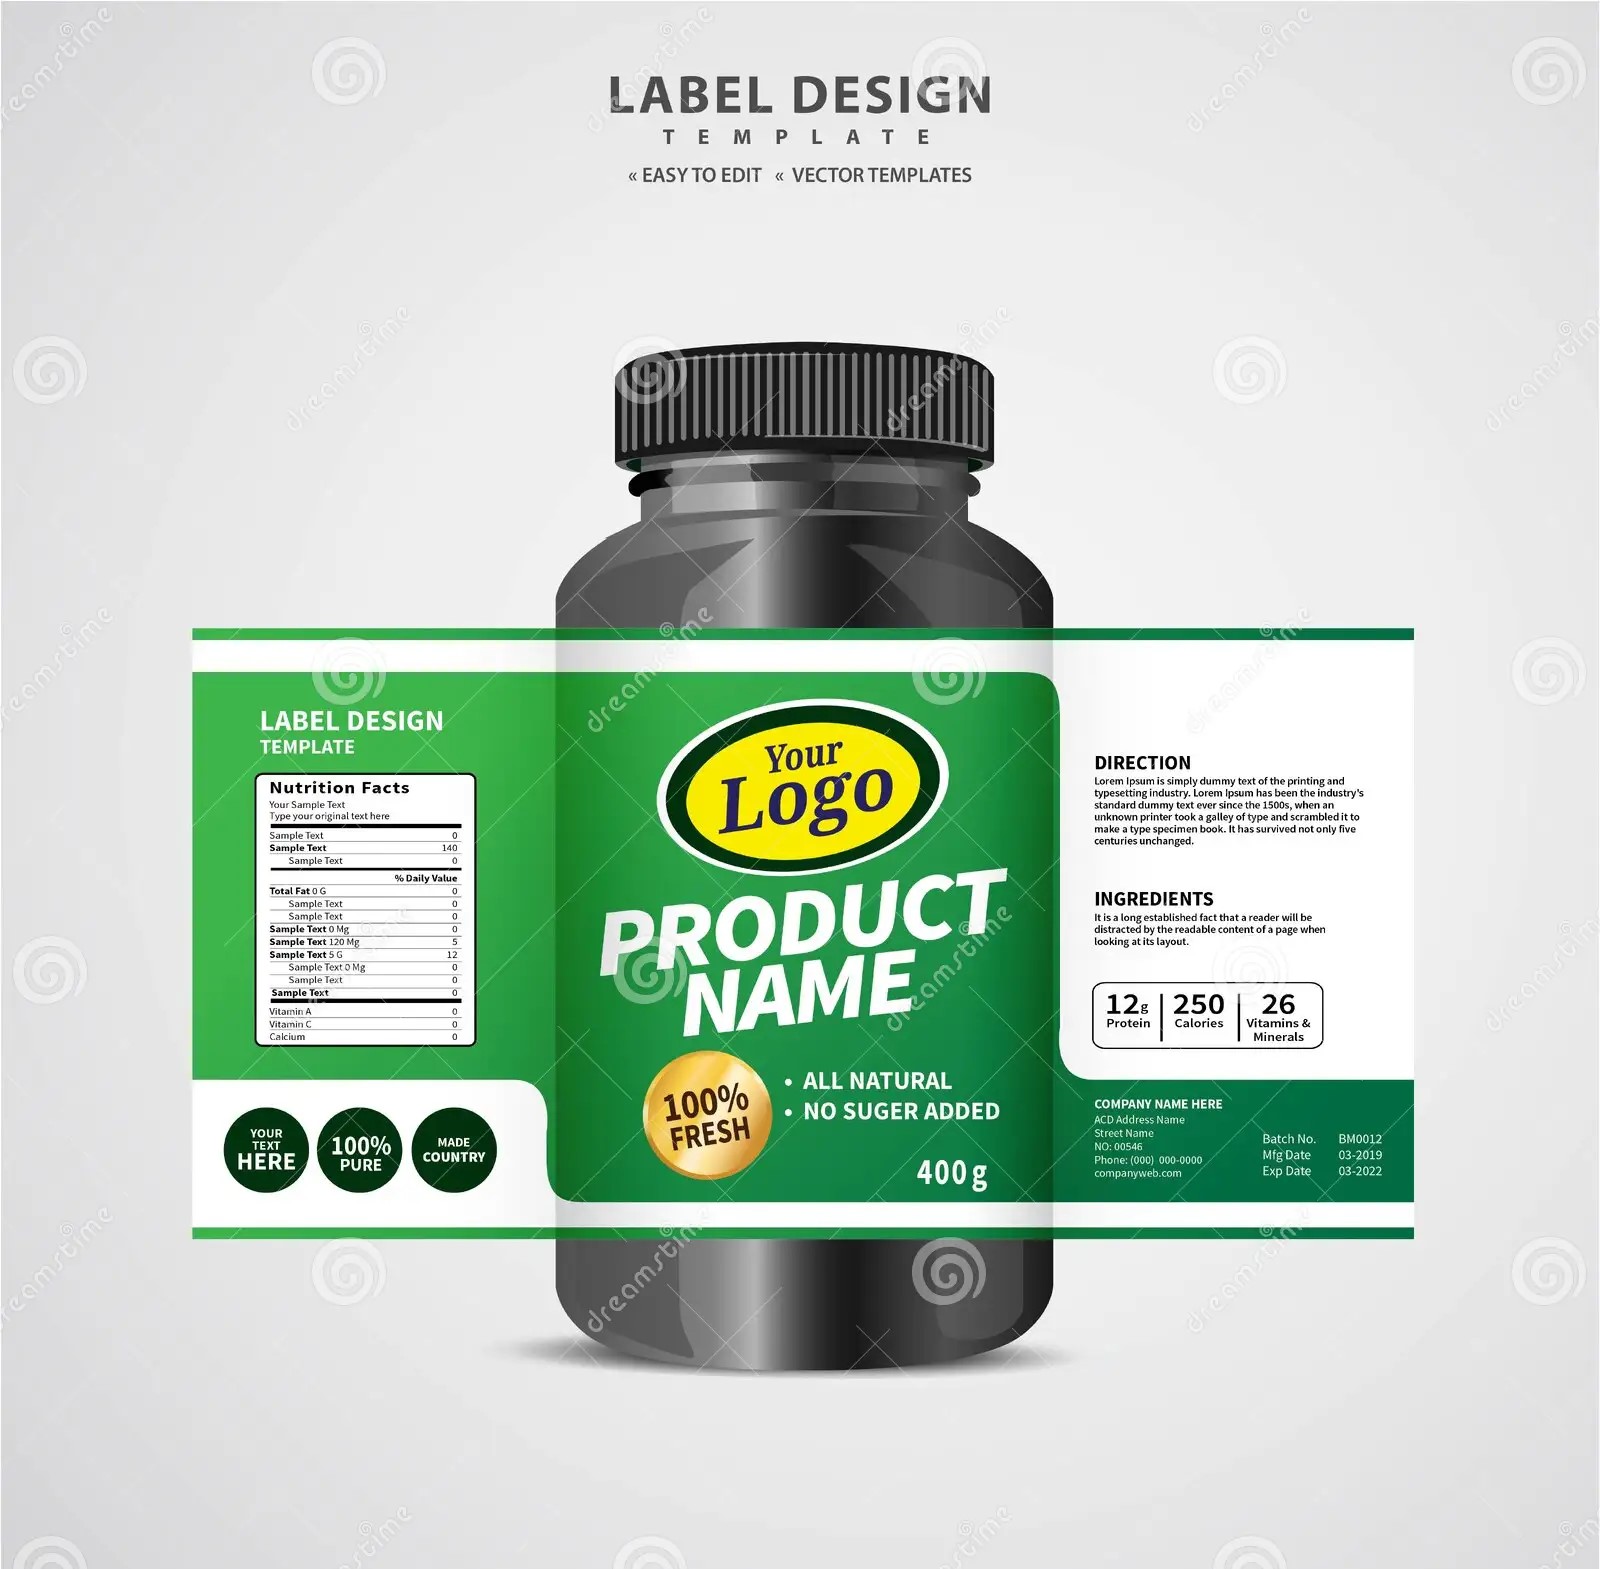 LABEL DESIGN
TEMPLATE
« EASY TO EDIT « VECTOR TEMPLATES
LABEL DESIGN
TEMPLATE
Nutrition Facts
Your Sample Text
Type your original text here
Sample Text 0
Sample Text 140
Sample Text 0
% Daily Value
Total Fat 0 G 0
Sample Text 0
Sample Text 0
Sample Text 0 Mg 0
Sample Text 120 Mg 5
Sample Text 5 G 12
Sample Text 0 Mg 0
Sample Text 0
Sample Text 0
Vitamin A 0
Vitamin C 0
Calcium 0
YOUR
TEXT
HERE
100%
PURE
MADE
COUNTRY
Your
Logo
PRODUCT
NAME
100%
FRESH
• ALL NATURAL
• NO SUGER ADDED
400g
DIRECTION
Lorem Ipsum is simply dummy text of the printing and
typesetting industry. Lorem Ipsum has been the industry's
standard dummy text ever since the 1500s, when an
unknown printer took a galley of type and scrambled it to
make a type specimen book. It has survived not only five
centuries unchanged.
INGREDIENTS
It is a long established fact that a reader will be
distracted by the readable content of a page when
looking at its layout.
12g
Protein
250
Calories
26
Vitamins &
Minerals
COMPANY NAME HERE
ACD Address Name
Street Name
NO: 00546
Phone: (000) 000-0000
companyweb.com
Batch No. BM0012
Mfg Date 03-2019
Exp Date 03-2022
dreamstime